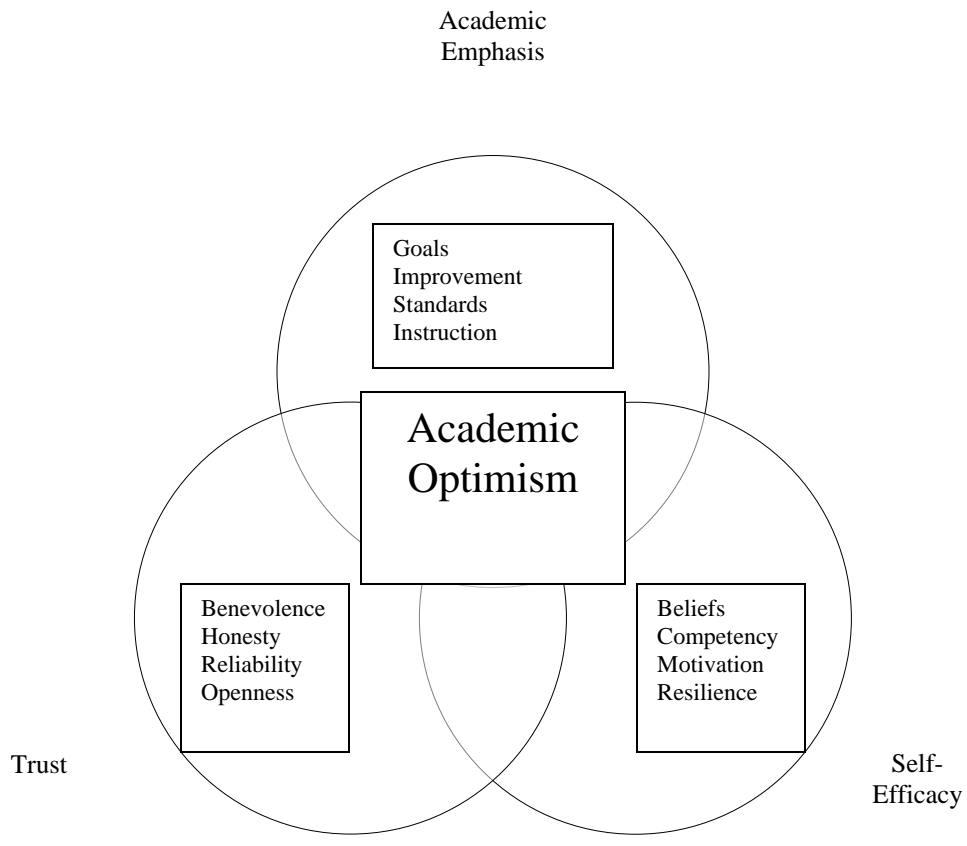 Academic
Emphasis
Goals
Improvement
Standards
Instruction
Academic
Optimism
Benevolence
Honesty
Reliability
Openness
Beliefs
Competency
Motivation
Resilience
Trust
Self-
Efficacy